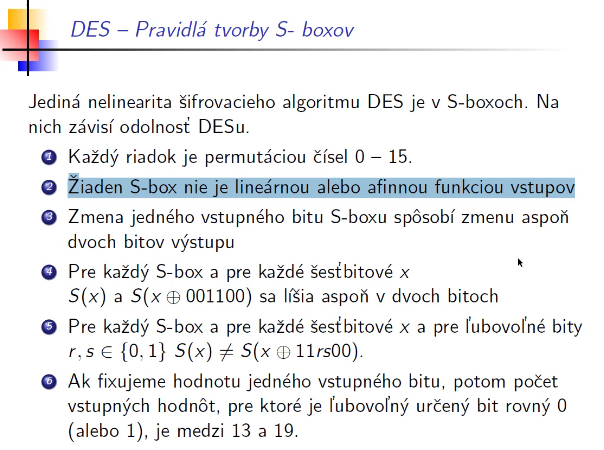 DES – Pravidlá tvorby S- boxov
Jediná nelinearita šifrovacieho algoritmu DES je v S-boxoch. Na
nich závisí odolnosť DESu.
1 Každý riadok je permutáciou čísel 0 – 15.
2 Žiaden S-box nie je lineárnou alebo afinnou funkciou vstupov
3 Zmena jedného vstupného bitu S-boxu spôsobí zmenu aspoň
dvoch bitov výstupu
4 Pre každý S-box a pre každé šesťbitové x
S(x) a S(x ⊕ 001100) sa líšia aspoň v dvoch bitoch
5 Pre každý S-box a pre každé šesťbitové x a pre ľubovoľné bity
r, s ∈ {0, 1} S(x) ≠ S(x ⊕ 11rs00).
6 Ak fixujeme hodnotu jedného vstupného bitu, potom počet
vstupných hodnôt, pre ktoré je ľubovoľný určený bit rovný 0
(alebo 1), je medzi 13 a 19.